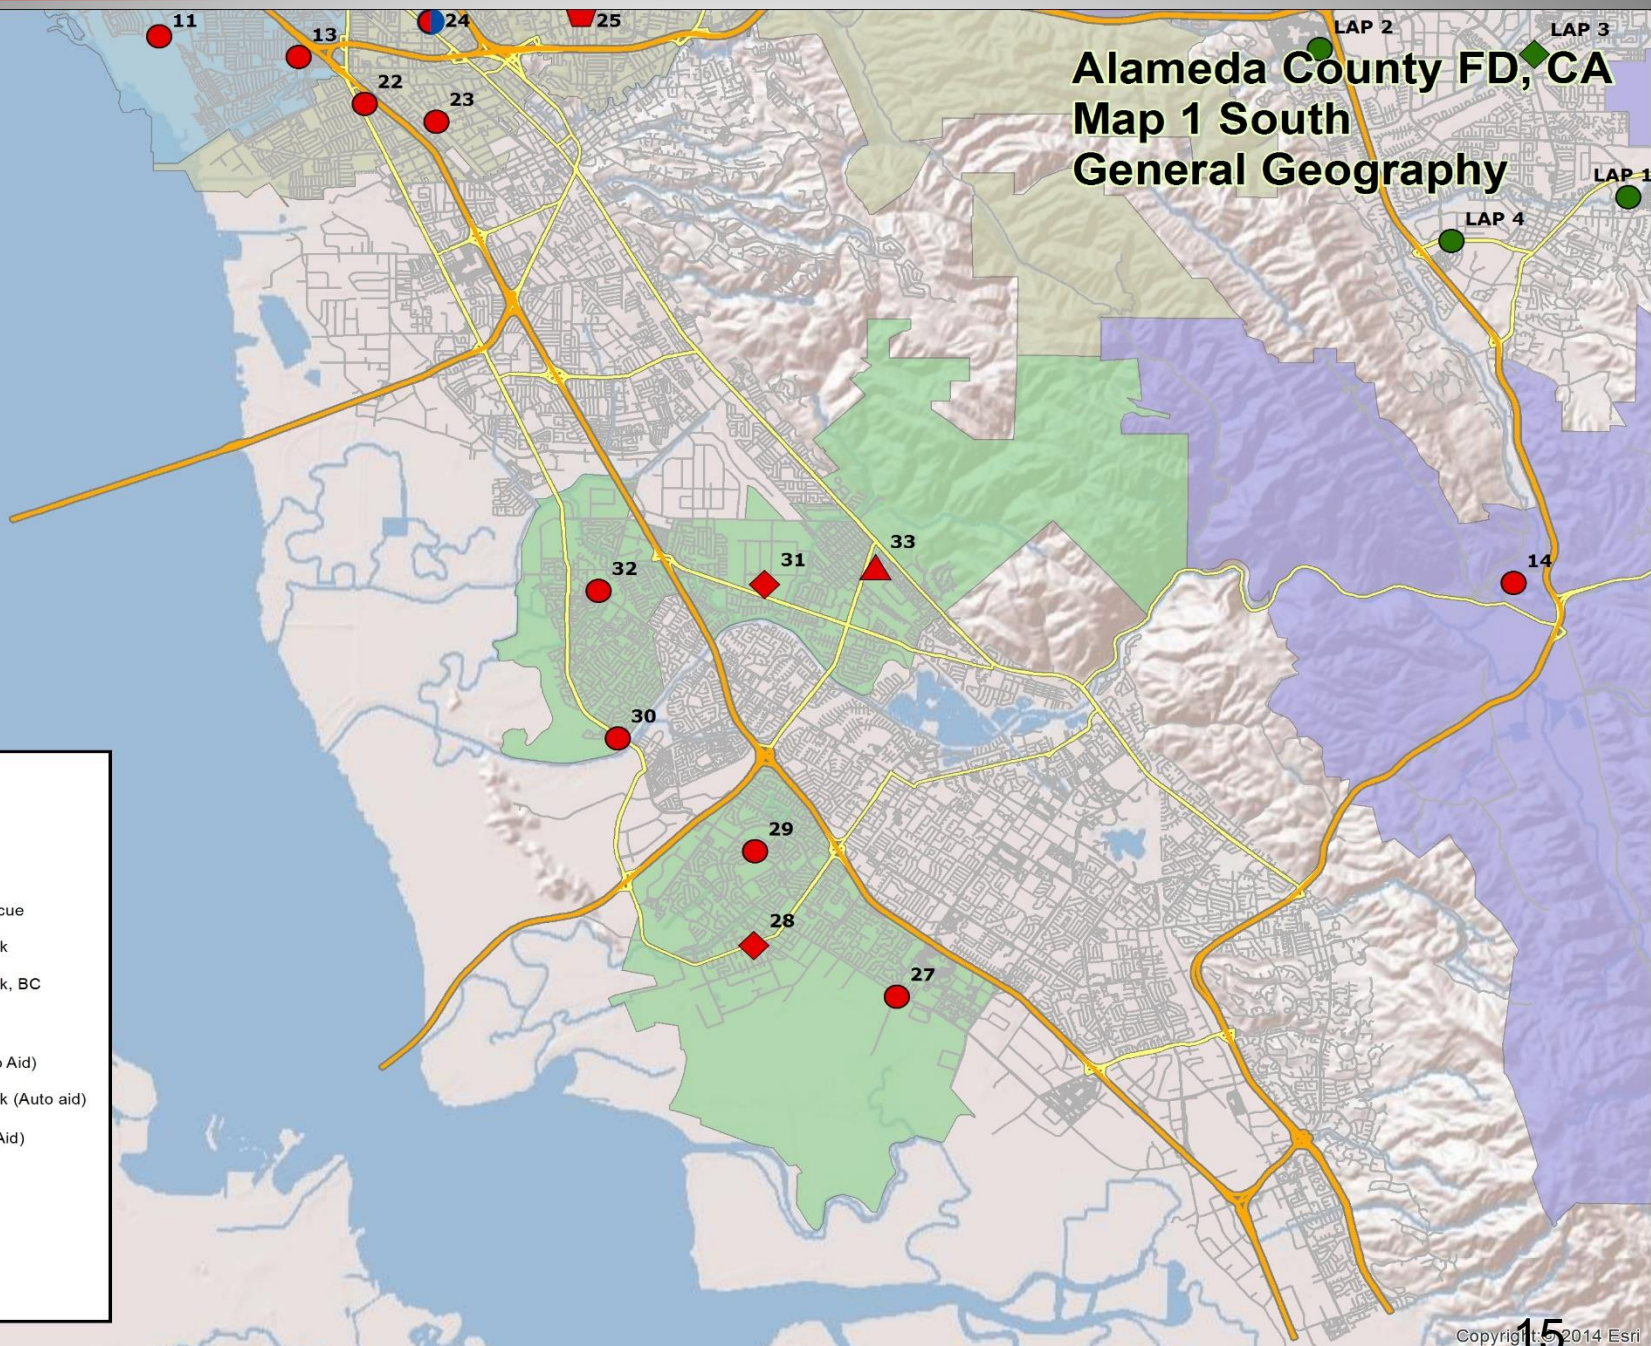 11
13
24
25
LAP 2
LAP 3
Alameda County FD, CA
Map 1 South
General Geography
22
23
LAP 1
LAP 4
33
31
32
14
30
29
28
27
k
k, BC
Aid)
k (Auto aid)
Aid)
Copyright:© 2014 Esri
15